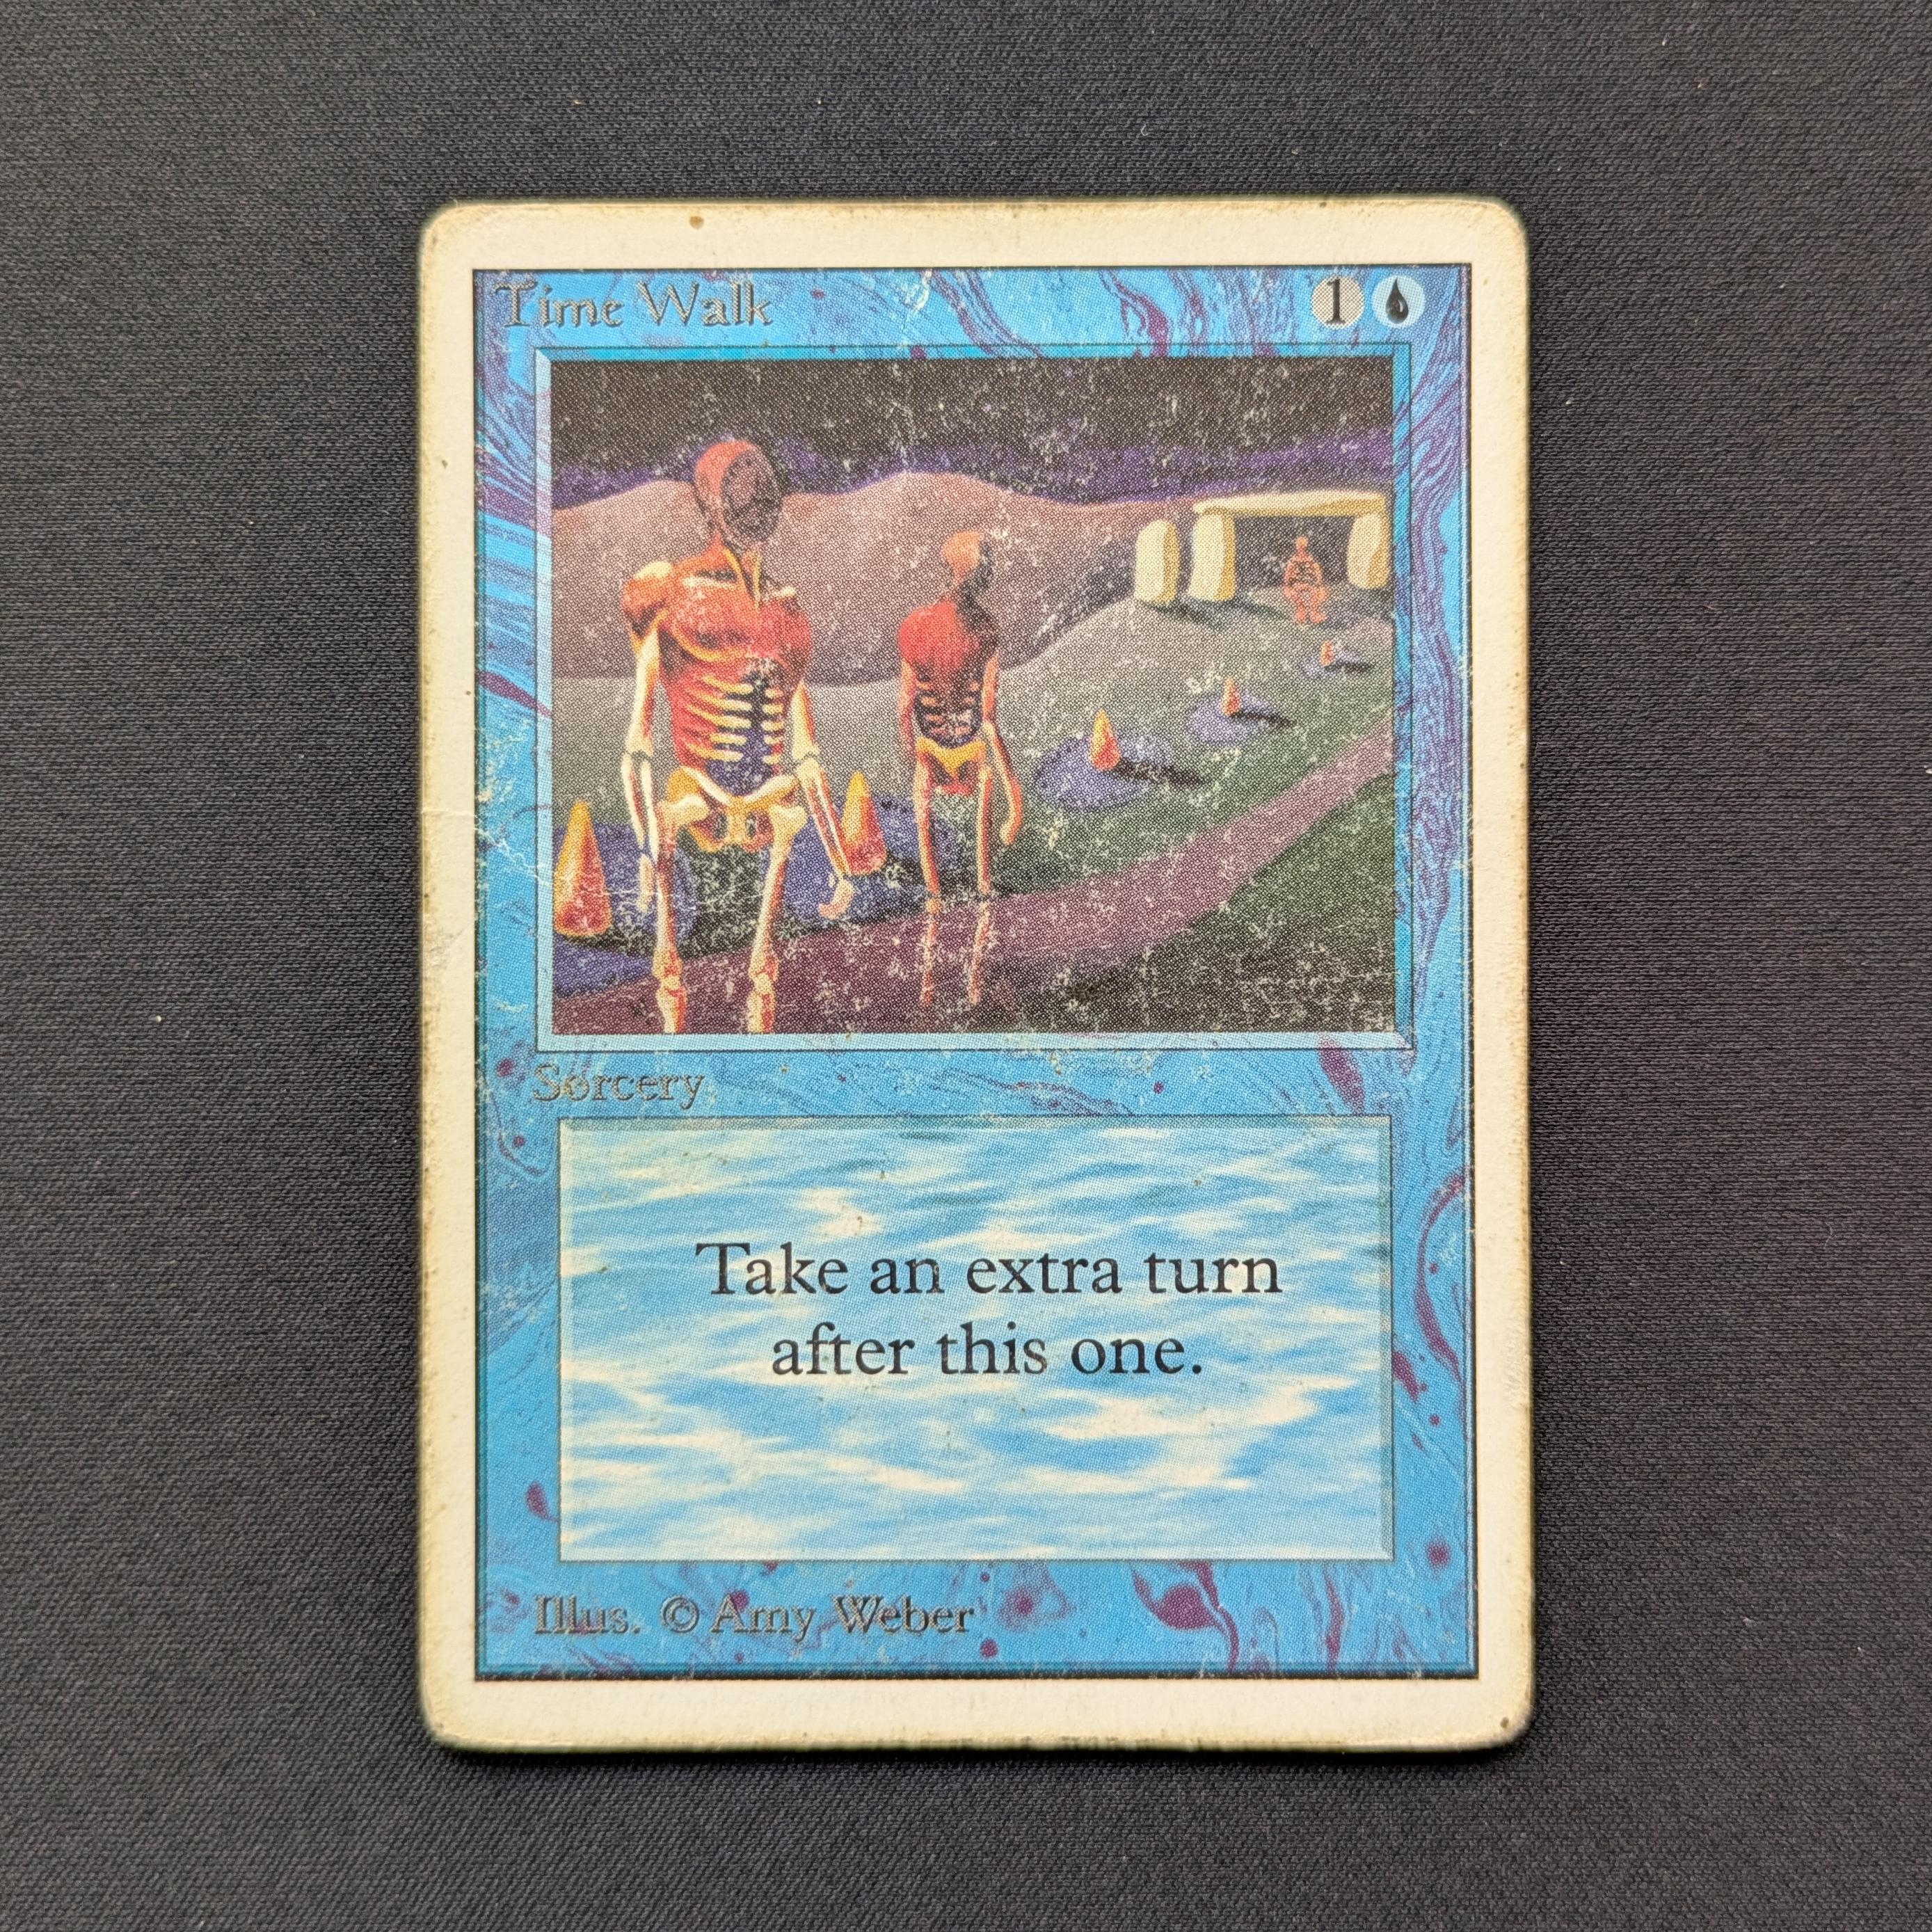 Time Walk 1
Sorcery
Take an extra turn
after this one.
Illus. © Amy Weber